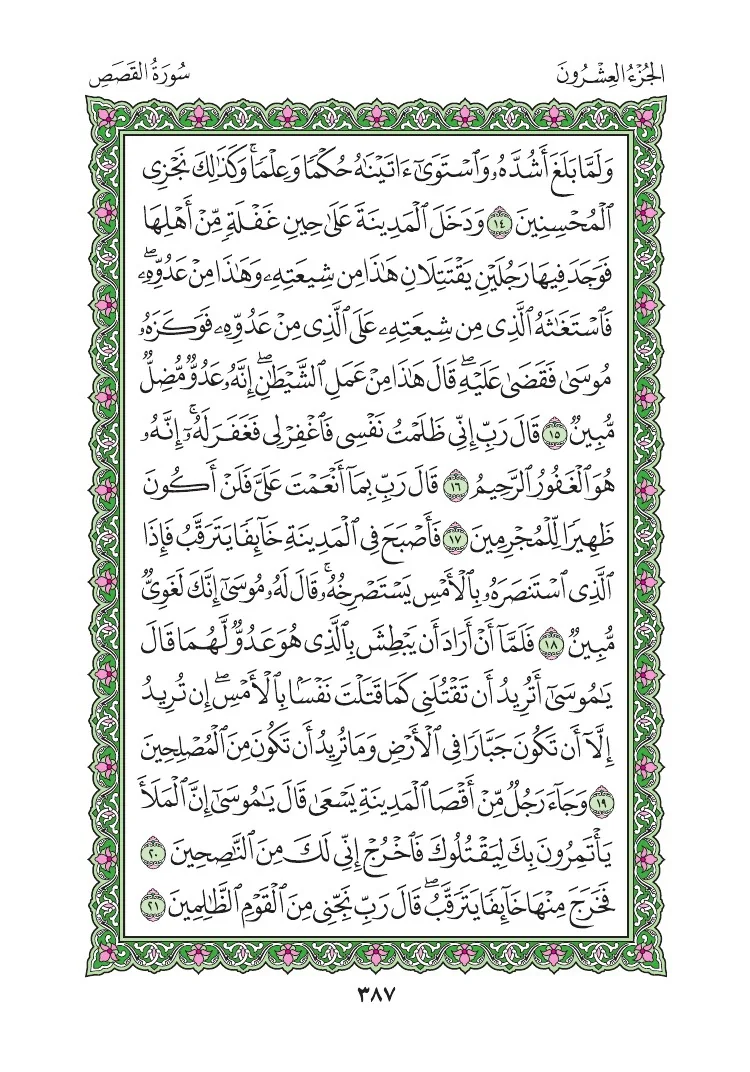 الجُزْءُ العِشْرُونَ
سُورَةُ القَصَصِ
وَلَمَّا بَلَغَ أَشُدَّهُۥ وَٱسْتَوَىٰٓ ءَاتَيْنَٰهُ حُكْمًا وَعِلْمًاۚ وَكَذَٰلِكَ نَجْزِى
ٱلْمُحْسِنِينَ ١٤ وَدَخَلَ ٱلْمَدِينَةَ عَلَىٰ حِينِ غَفْلَةٍ مِّنْ أَهْلِهَا
فَوَجَدَ فِيهَا رَجُلَيْنِ يَقْتَتِلَانِ هَٰذَا مِن شِيعَتِهِۦ وَهَٰذَا مِنْ عَدُوِّهِۦۖ
فَٱسْتَغَٰثَهُ ٱلَّذِى مِن شِيعَتِهِۦ عَلَى ٱلَّذِى مِنْ عَدُوِّهِۦ فَوَكَزَهُۥ
مُوسَىٰ فَقَضَىٰ عَلَيْهِۖ قَالَ هَٰذَا مِنْ عَمَلِ ٱلشَّيْطَٰنِۖ إِنَّهُۥ عَدُوٌّ مُّضِلٌّ
مُّبِينٌ ١٥ قَالَ رَبِّ إِنِّى ظَلَمْتُ نَفْسِى فَٱغْفِرْ لِى فَغَفَرَ لَهُۥٓۚ إِنَّهُۥ
هُوَ ٱلْغَفُورُ ٱلرَّحِيمُ ١٦ قَالَ رَبِّ بِمَآ أَنْعَمْتَ عَلَىَّ فَلَنْ أَكُونَ
ظَهِيرًا لِّلْمُجْرِمِينَ ١٧ فَأَصْبَحَ فِى ٱلْمَدِينَةِ خَآئِفًا يَتَرَقَّبُ فَإِذَا
ٱلَّذِى ٱسْتَنصَرَهُۥ بِٱلْأَمْسِ يَسْتَصْرِخُهُۥۚ قَالَ لَهُۥ مُوسَىٰٓ إِنَّكَ لَغَوِىٌّ
مُّبِينٌ ١٨ فَلَمَّآ أَنْ أَرَادَ أَن يَبْطِشَ بِٱلَّذِى هُوَ عَدُوٌّ لَّهُمَا قَالَ
يَٰمُوسَىٰٓ أَتُرِيدُ أَن تَقْتُلَنِى كَمَا قَتَلْتَ نَفْسًۢا بِٱلْأَمْسِۖ إِن تُرِيدُ
إِلَّآ أَن تَكُونَ جَبَّارًا فِى ٱلْأَرْضِ وَمَا تُرِيدُ أَن تَكُونَ مِنَ ٱلْمُصْلِحِينَ
١٩ وَجَآءَ رَجُلٌ مِّنْ أَقْصَا ٱلْمَدِينَةِ يَسْعَىٰ قَالَ يَٰمُوسَىٰٓ إِنَّ ٱلْمَلَأَ
يَأْتَمِرُونَ بِكَ لِيَقْتُلُوكَ فَٱخْرُجْ إِنِّى لَكَ مِنَ ٱلنَّٰصِحِينَ ٢٠
فَخَرَجَ مِنْهَا خَآئِفًا يَتَرَقَّبُۖ قَالَ رَبِّ نَجِّنِى مِنَ ٱلْقَوْمِ ٱلظَّٰلِمِينَ ٢١
٣٨٧